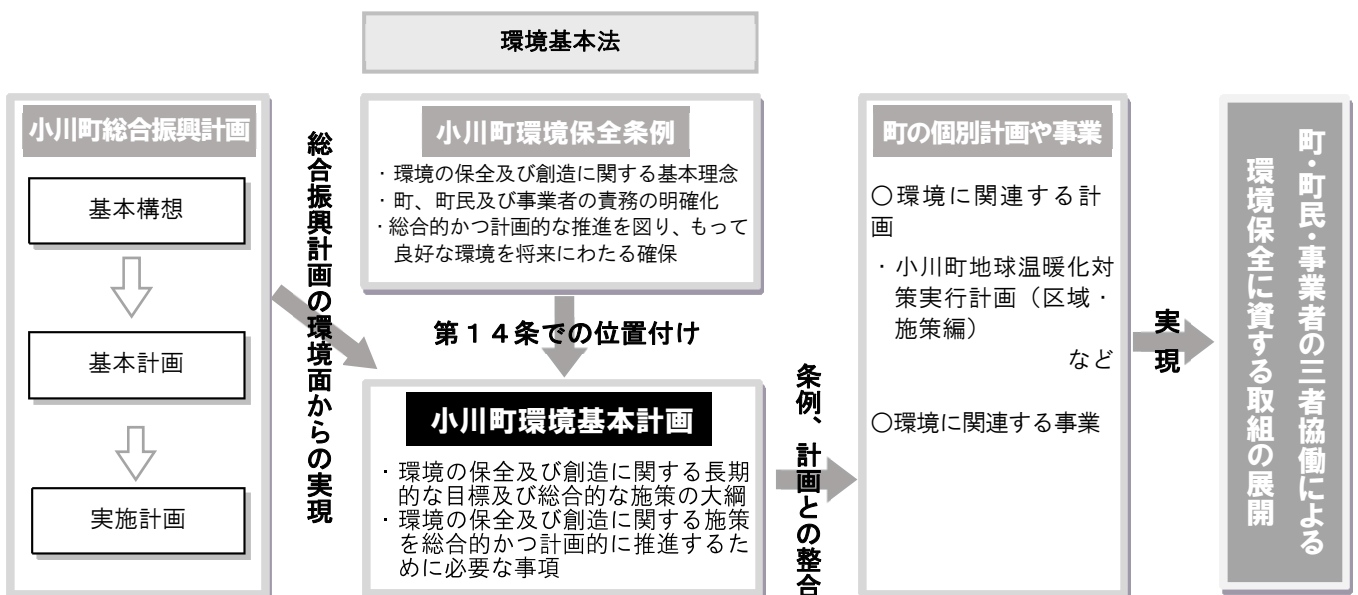 環境基本法
小川町総合振興計画
基本構想
基本計画
実施計画
総合振興計画の環境面からの実現
小川町環境保全条例
・環境の保全及び創造に関する基本理念
・町、町民及び事業者の責務の明確化
・総合的かつ計画的な推進を図り、もって
良好な環境を将来にわたる確保
第14条での位置付け
小川町環境基本計画
・環境の保全及び創造に関する長期
的な目標及び総合的な施策の大綱
・環境の保全及び創造に関する施策
を総合的かつ計画的に推進するた
めに必要な事項
条例、計画との整合
町の個別計画や事業
〇環境に関連する計
画
・小川町地球温暖化対
策実行計画（区域・
施策編）
など
〇環境に関連する事業
実現
町・町民・事業者の三者協働による
環境保全に資する取組の展開